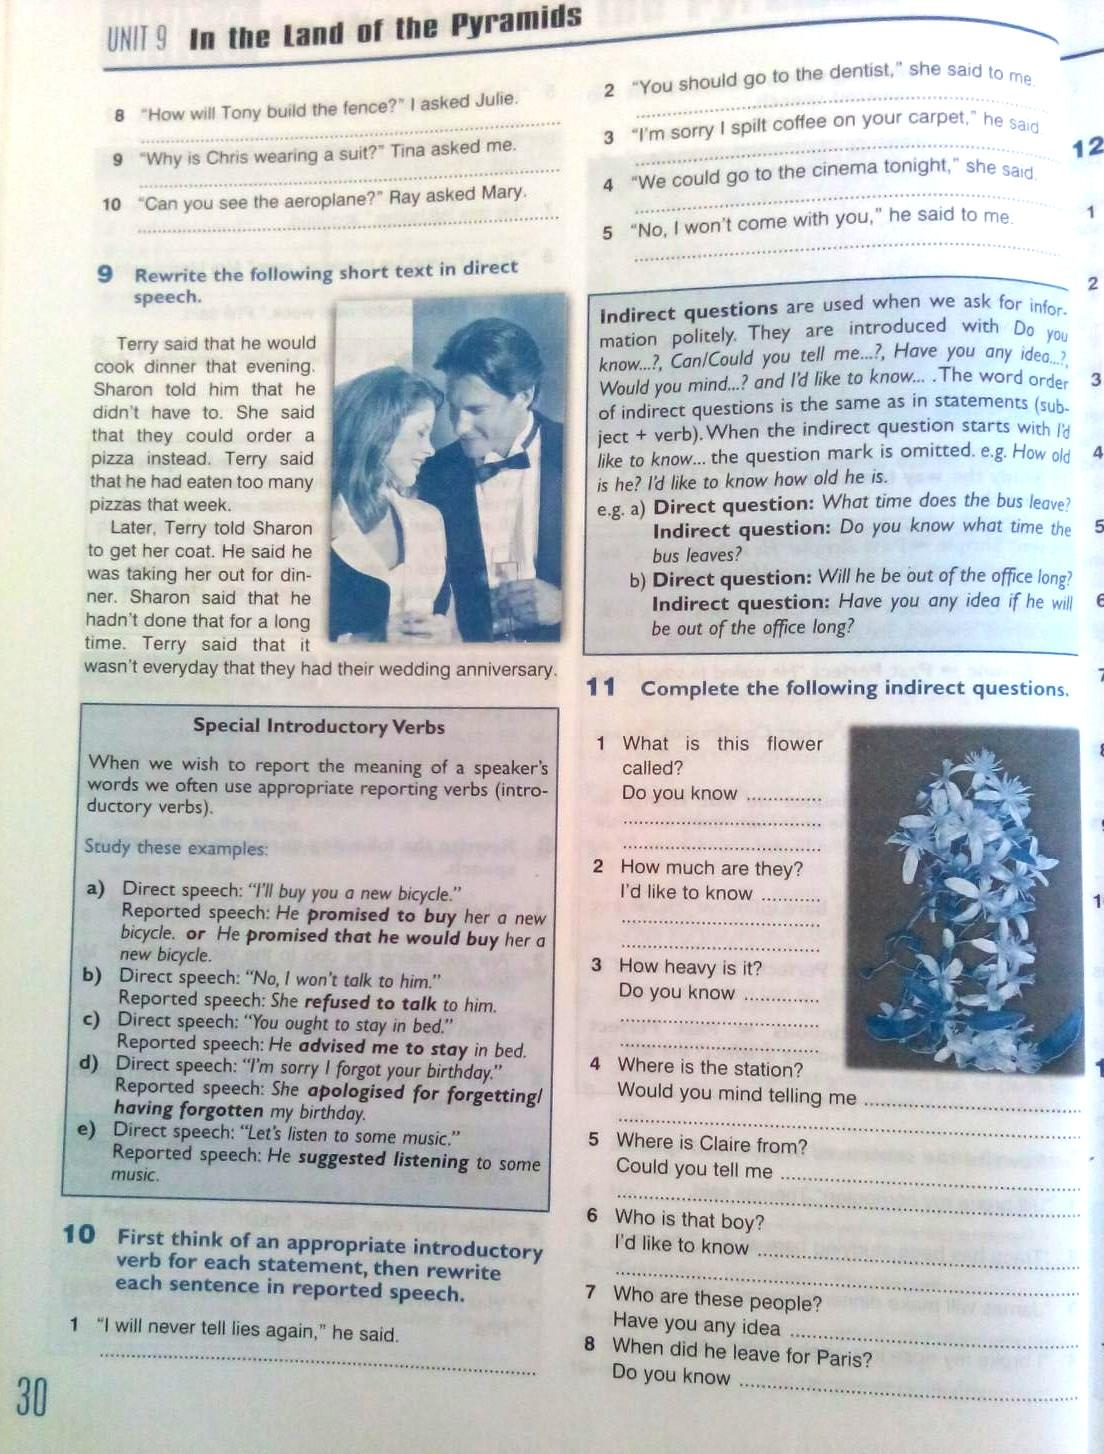 UNIT 9 In the Land of the Pyramids
8 "How will Tony build the fence?" I asked Julie.
9 "Why is Chris wearing a suit?" Tina asked me.
10 "Can you see the aeroplane?" Ray asked Mary.
9 Rewrite the following short text in direct
speech.
Terry said that he would
cook dinner that evening.
Sharon told him that he
didn't have to. She said
that they could order a
pizza instead. Terry said
that he had eaten too many
pizzas that week.
Later, Terry told Sharon
to get her coat. He said he
was taking her out for din-
ner. Sharon said that he
hadn't done that for a long
time. Terry said that it
wasn't everyday that they had their wedding anniversary.
Special Introductory Verbs
When we wish to report the meaning of a speaker's
words we often use appropriate reporting verbs (intro-
ductory verbs).
Study these examples:
a) Direct speech: "I'll buy you a new bicycle."
Reported speech: He promised to buy her a new
bicycle. or He promised that he would buy her a
new bicycle.
b) Direct speech: "No, I won't talk to him."
Reported speech: She refused to talk to him.
c) Direct speech: "You ought to stay in bed."
Reported speech: He advised me to stay in bed.
d) Direct speech: "I'm sorry I forgot your birthday."
Reported speech: She apologised for forgetting/
having forgotten my birthday.
e) Direct speech: "Let's listen to some music."
Reported speech: He suggested listening to some
music.
10 First think of an appropriate introductory
verb for each statement, then rewrite
each sentence in reported speech.
1 "I will never tell lies again," he said.
30
2 "You should go to the dentist," she said to me.
3 "I'm sorry I spilt coffee on your carpet," he said.
4 "We could go to the cinema tonight," she said.
5 "No, I won't come with you," he said to me.
Indirect questions are used when we ask for infor-
mation politely. They are introduced with Do you
know...?, Can/Could you tell me...?, Have you any idea...?,
Would you mind...? and I'd like to know... . The word order
of indirect questions is the same as in statements (sub-
ject + verb). When the indirect question starts with I'd
like to know... the question mark is omitted. e.g. How old
is he? I'd like to know how old he is.
e.g. a) Direct question: What time does the bus leave?
Indirect question: Do you know what time the
bus leaves?
b) Direct question: Will he be out of the office long?
Indirect question: Have you any idea if he will
be out of the office long?
11 Complete the following indirect questions.
1 What is this flower
called?
Do you know ..............
2 How much are they?
I'd like to know ...........
3 How heavy is it?
Do you know ..............
4 Where is the station?
Would you mind telling me ..............
5 Where is Claire from?
Could you tell me ..............
6 Who is that boy?
I'd like to know ..............
7 Who are these people?
Have you any idea ..............
8 When did he leave for Paris?
Do you know ..............
12
1
2
3
4
5
6